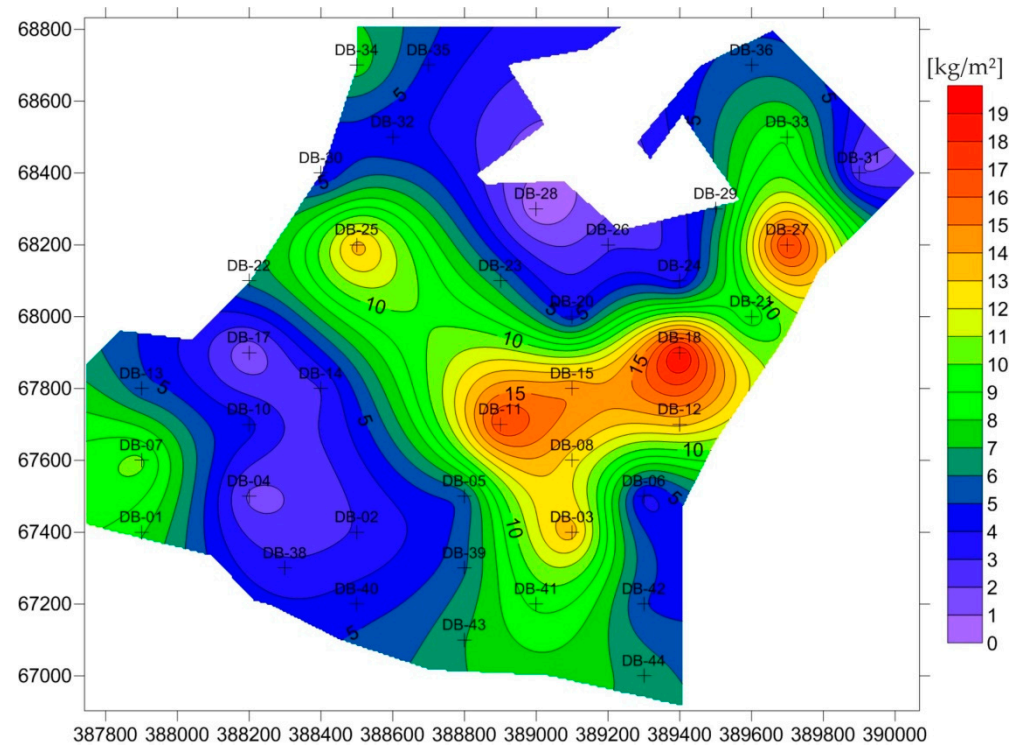 68800
68600
68400
68200
68000
67800
67600
67400
67200
67000
387800 388000 388200 388400 388600 388800 389000 389200 389400 389600 389800 390000
DB-34
DB-35
DB-36
5
5
5
DB-32
DB-33
DB-30
DB-31
5
DB-28
DB-29
DB-25
DB-26
DB-27
DB-22
DB-23
DB-24
10
5
DB-20
5
DB-21
10
DB-17
10
DB-18
DB-13
5
DB-14
DB-15
15
15
DB-10
5
DB-11
DB-12
DB-07
DB-08
10
DB-04
DB-05
DB-06
5
DB-01
DB-02
10
DB-03
DB-38
DB-39
DB-40
DB-41
DB-42
5
DB-43
DB-44
[kg/m²]
19
18
17
16
15
14
13
12
11
10
9
8
7
6
5
4
3
2
1
0